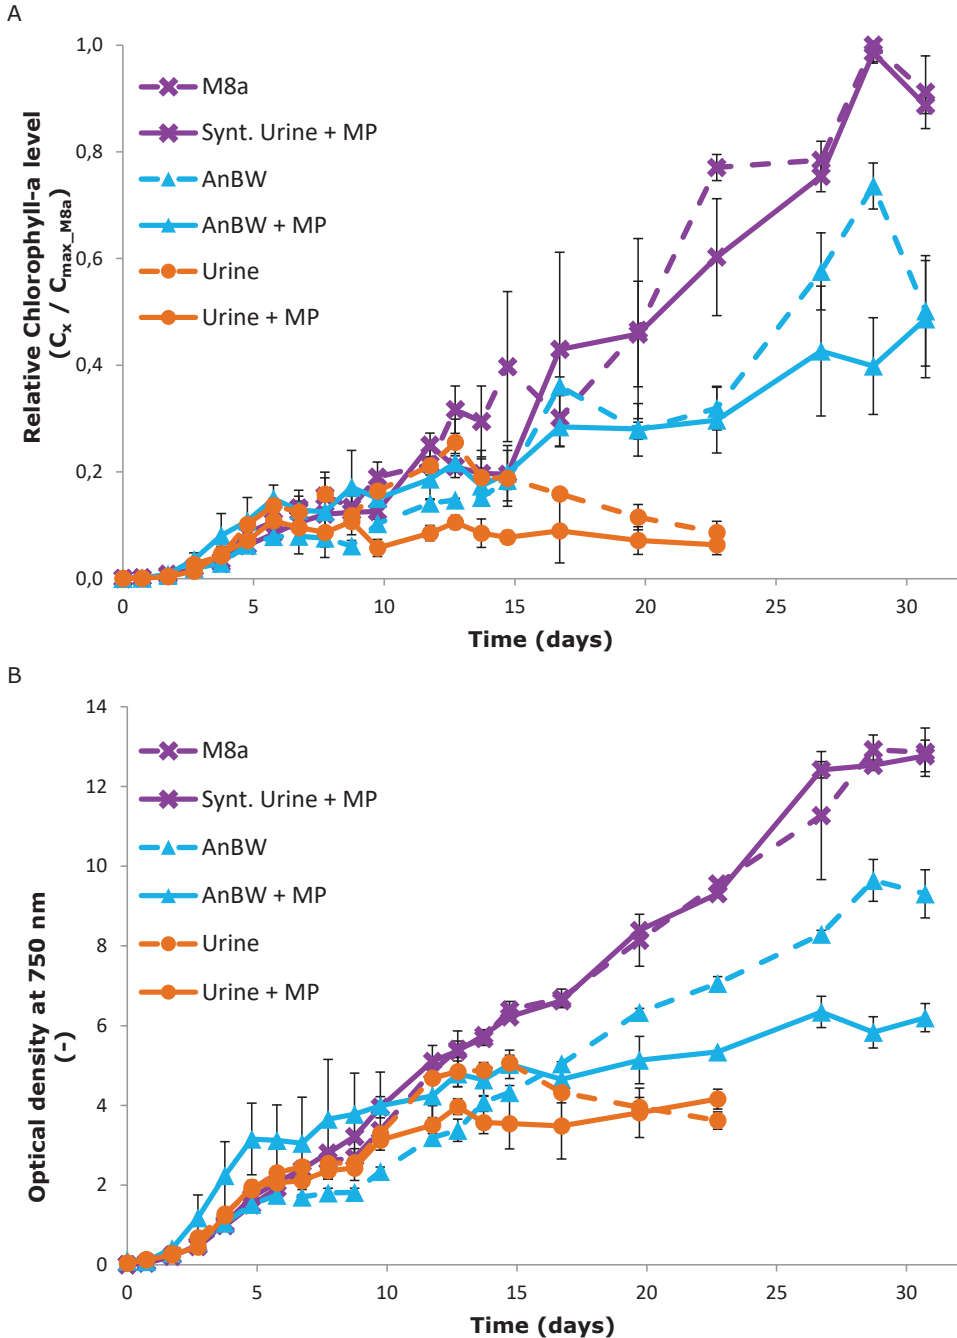 A
1,0
0,8
0,6
0,4
0,2
0,0
Relative Chlorophyll-a level
(Cx / Cmax_M8a)
M8a
Synt. Urine + MP
AnBW
AnBW + MP
Urine
Urine + MP
0 5 10 15 20 25 30
Time (days)
B
14
12
10
8
6
4
2
0
Optical density at 750 nm
(-)
M8a
Synt. Urine + MP
AnBW
AnBW + MP
Urine
Urine + MP
0 5 10 15 20 25 30
Time (days)